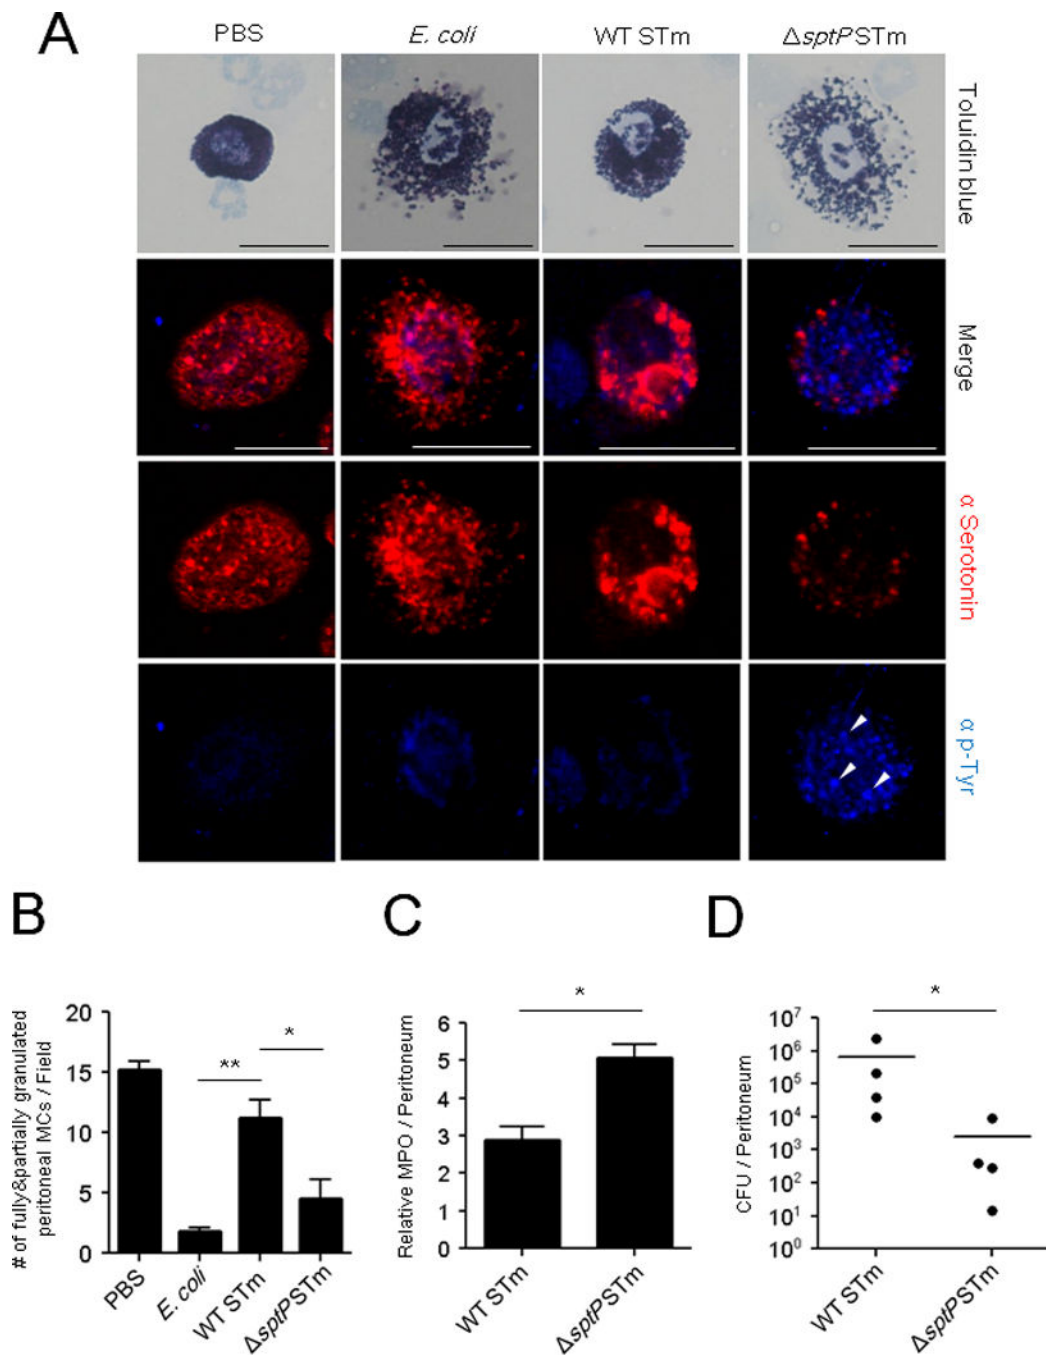 A
PBS
E. coli
WT STm
ΔsptPSTm
Toluidin blue
Merge
α Serotonin
α p-Tyr
B
# of fully&partially granulated
peritoneal MCs / Field
20
15
10
5
0
**
*
PBS
E. coli
WT STm
ΔsptPSTm
C
Relative MPO / Peritoneum
6
5
4
3
2
1
0
*
WT STm
ΔsptPSTm
D
CFU / Peritoneum
10⁷
10⁶
10⁵
10⁴
10³
10²
10¹
10⁰
*
WT STm
ΔsptPSTm